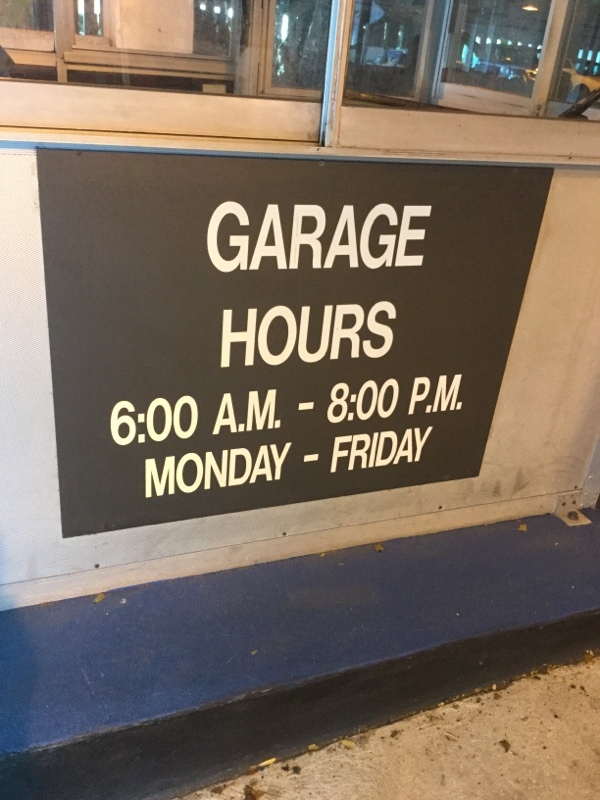 GARAGE
HOURS
6:00 A.M. - 8:00 P.M.
MONDAY - FRIDAY